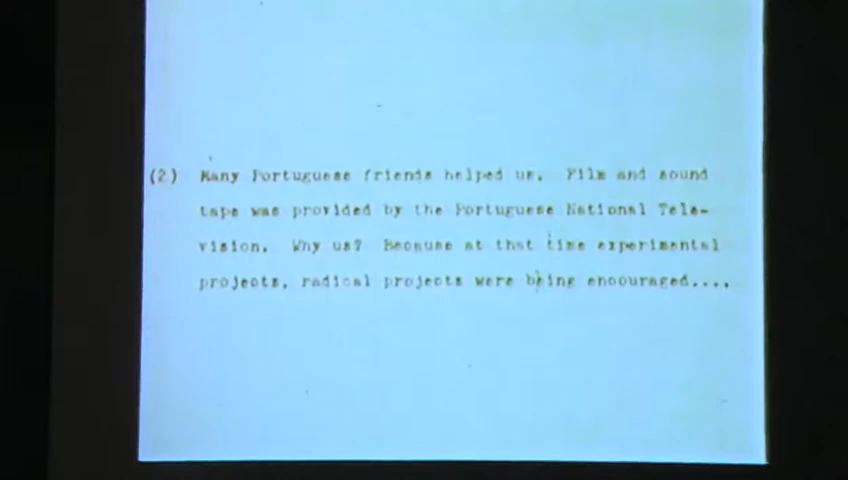 (2) Many Portuguese friends helped us. Film and sound
tape was provided by the Portuguese National Tele-
vision. Why us? Because at that time experimental
projects, radical projects were being encouraged....